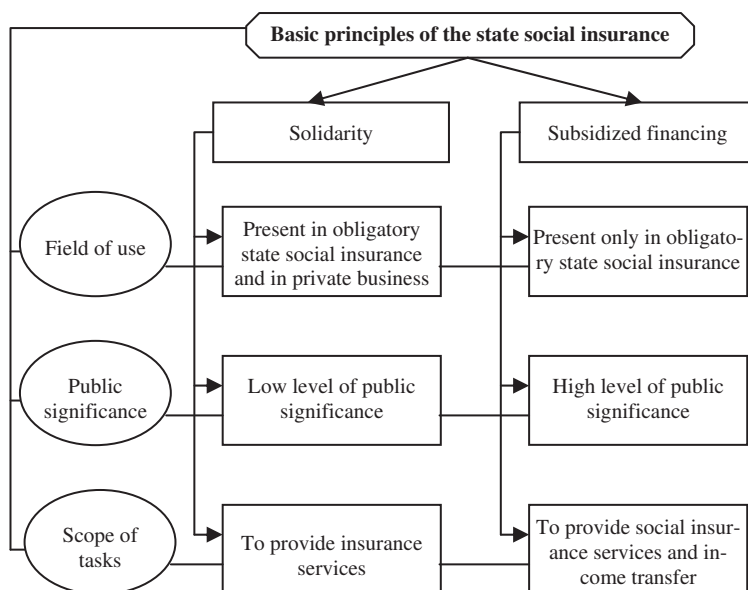 Basic principles of the state social insurance
Solidarity
Subsidized financing
Field of use
Present in obligatory
state social insurance
and in private business
Present only in obligato-
ry state social insurance
Public
significance
Low level of public
significance
High level of public
significance
Scope of
tasks
To provide insurance
services
To provide social insur-
ance services and in-
come transfer